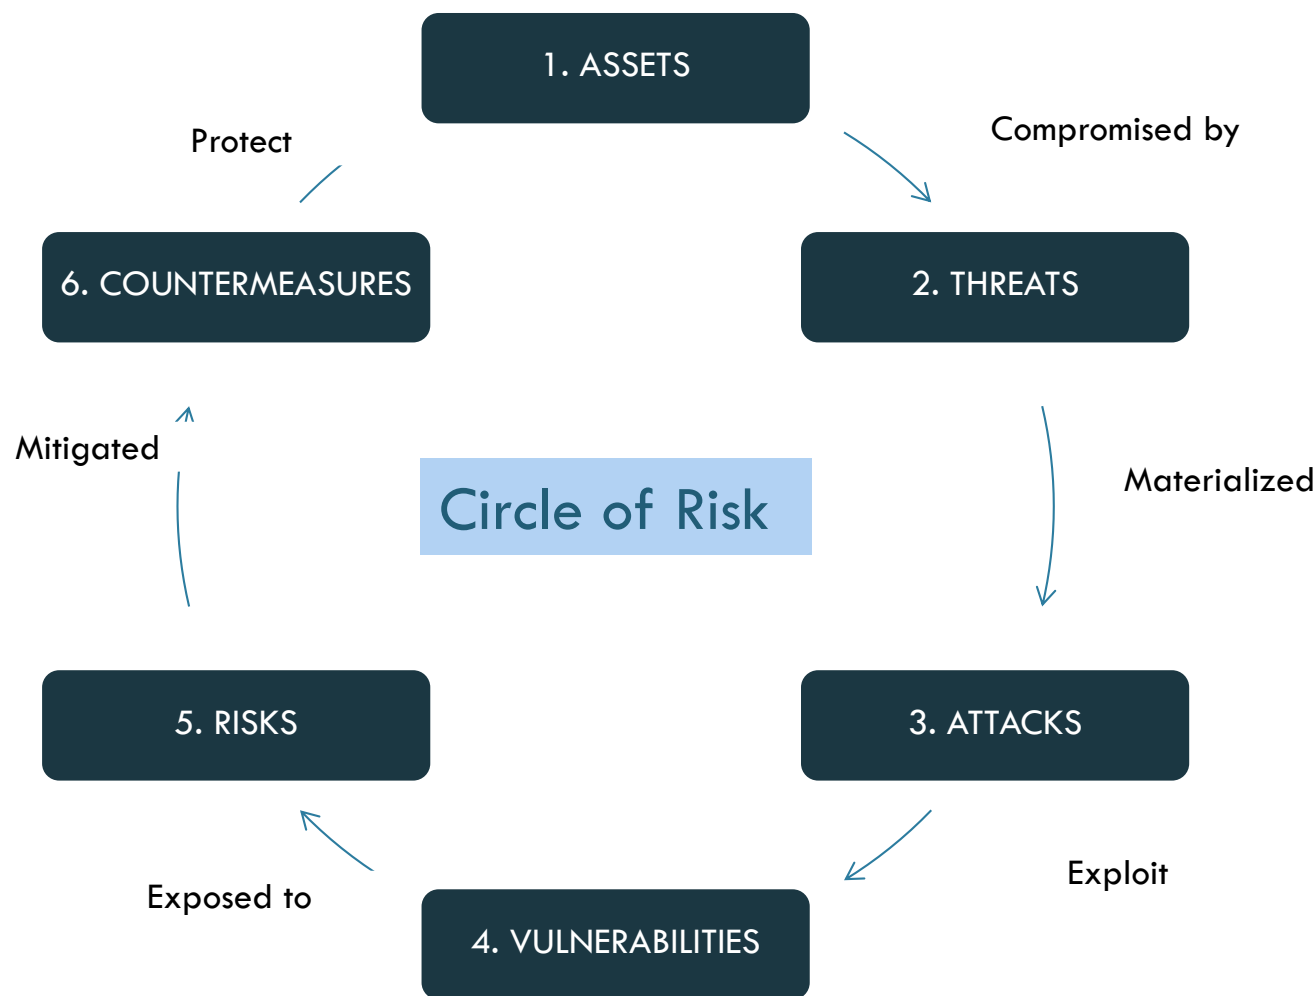 1. ASSETS
Compromised by
2. THREATS
Materialized
3. ATTACKS
Exploit
4. VULNERABILITIES
Exposed to
5. RISKS
Mitigated
6. COUNTERMEASURES
Protect
Circle of Risk